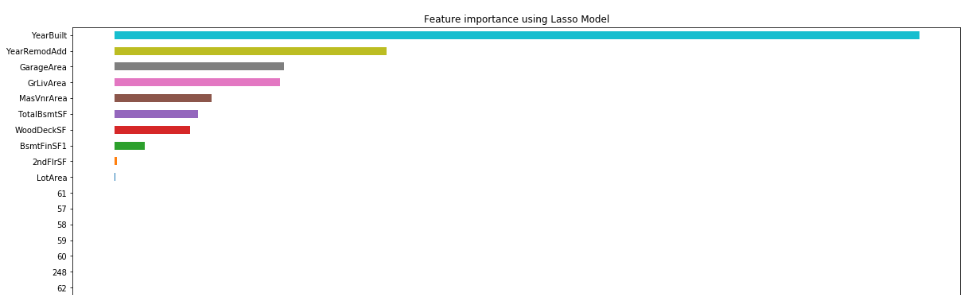 Feature importance using Lasso Model
YearBuilt
YearRemodAdd
GarageArea
GrLivArea
MasVnrArea
TotalBsmtSF
WoodDeckSF
BsmtFinSF1
2ndFlrSF
LotArea
61
57
58
59
60
248
62